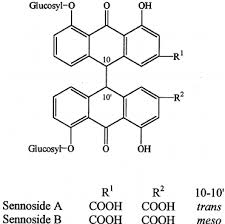 Glucosyl—O O OH
R¹
10
10'
R²
Glucosyl—O O OH
R¹ R² 10-10'
Sennoside A COOH COOH trans
Sennoside B COOH COOH meso